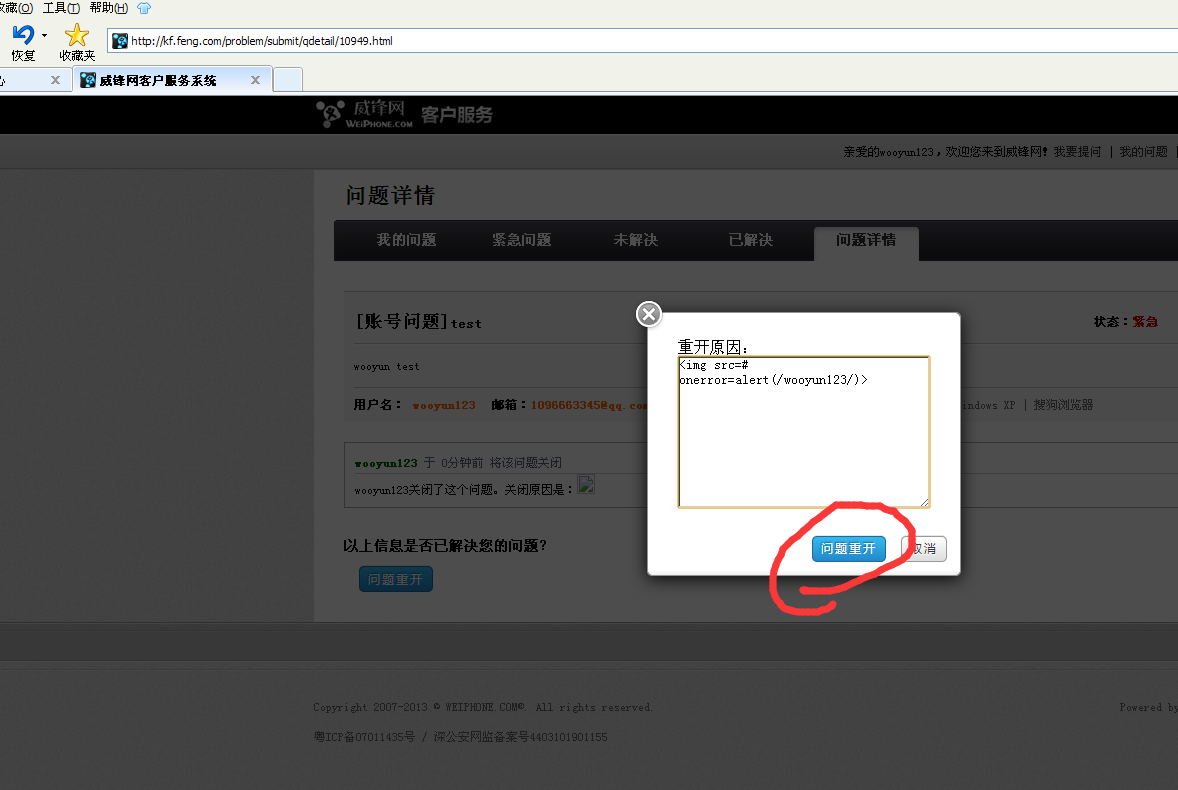 收藏(O) 工具(T) 帮助(H)
恢复 收藏夹
http://kf.feng.com/problem/submit/qdetail/10949.html
威锋网客户服务系统
威锋网
WEIPHONE.COM 客户服务
亲爱的wooyun123，欢迎您来到威锋网! 我要提问 | 我的问题 |
问题详情
我的问题 紧急问题 未解决 已解决 问题详情
[账号问题]test 状态：紧急
wooyun test
用户名： wooyun123 邮箱：1096663345@qq.com
indows XP | 搜狗浏览器
wooyun123 于 0分钟前 将该问题关闭
wooyun123关闭了这个问题。关闭原因是：
以上信息是否已解决您的问题?
问题重开
重开原因：
<img src=#
onerror=alert(/wooyun123/)>
问题重开 取消
Copyright 2007-2013 © WEIPHONE.COM®. All rights reserved. Powered by
粤ICP备07011435号 / 深公安网监备案号4403101901155